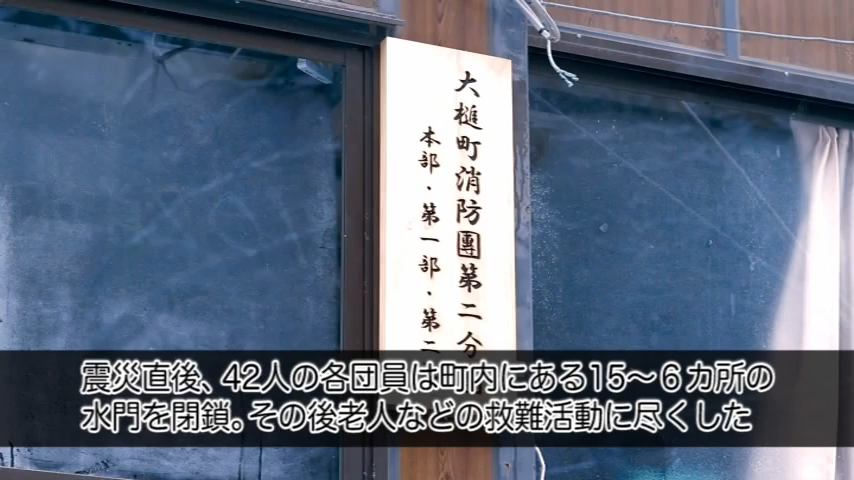 大槌町消防團第二分
本部・第一部・第二
震災直後、42人の各団員は町内にある15〜６カ所の
水門を閉鎖。その後老人などの救難活動に尽くした